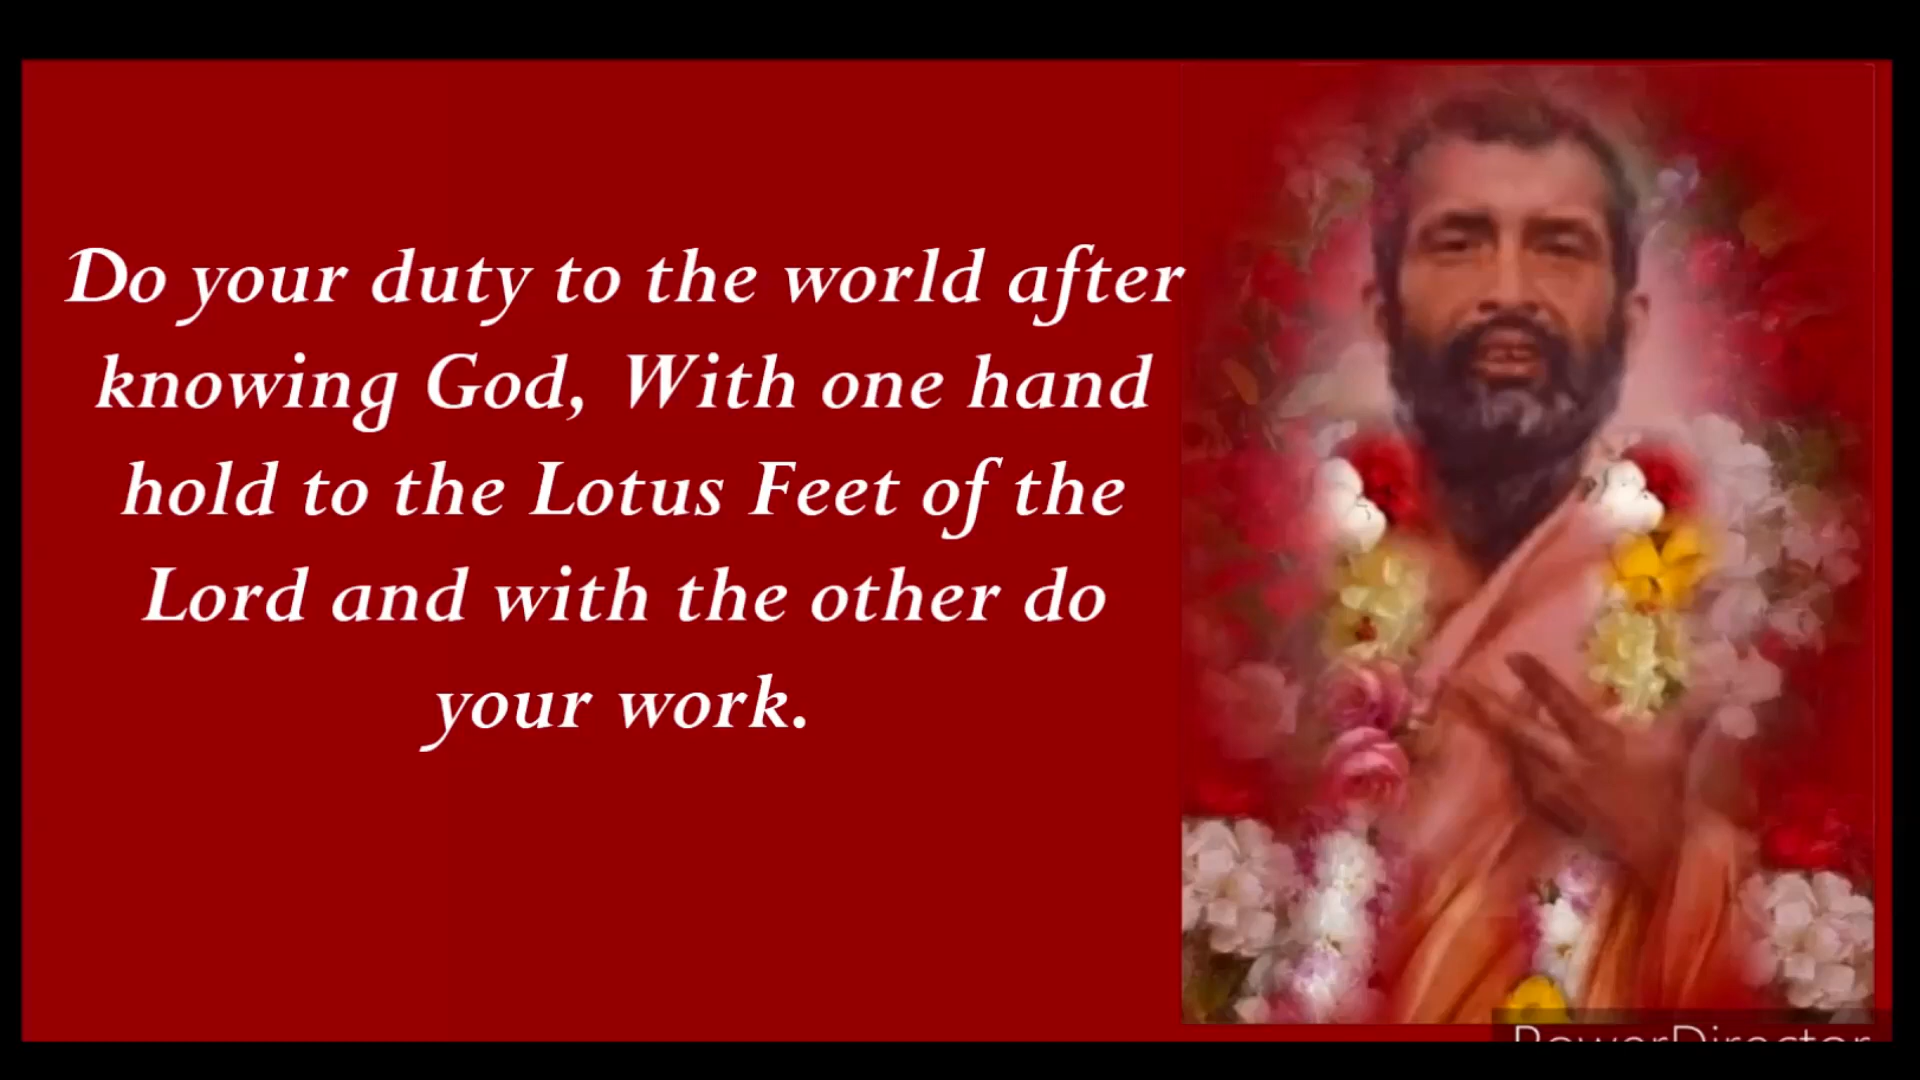 Do your duty to the world after
knowing God, With one hand
hold to the Lotus Feet of the
Lord and with the other do
your work.
PowerDirector